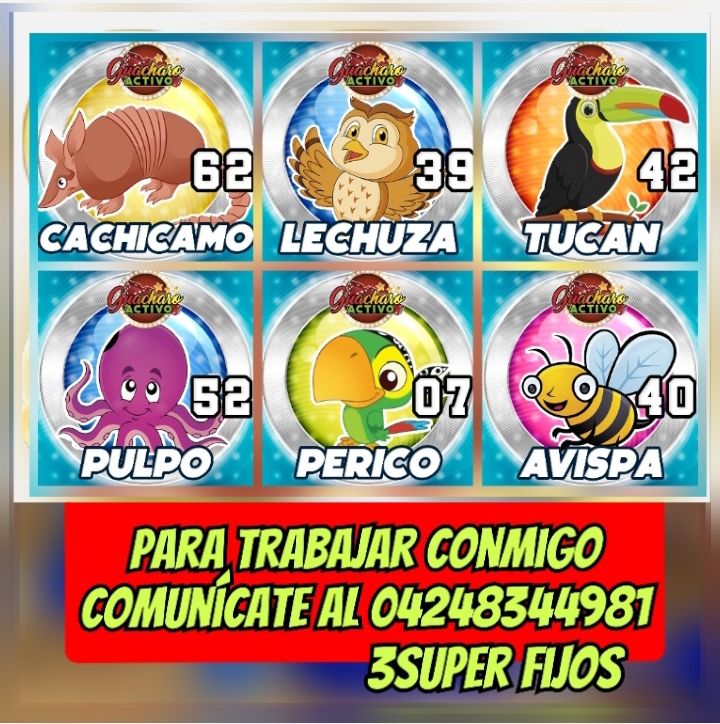 Guacharo
ACTIVO
62
CACHICAMO
Guacharo
ACTIVO
39
LECHUZA
Guacharo
ACTIVO
42
TUCAN
Guacharo
ACTIVO
52
PULPO
Guacharo
ACTIVO
07
PERICO
Guacharo
ACTIVO
40
AVISPA
PARA TRABAJAR CONMIGO
COMUNÍCATE AL 04248344981
3SUPER FIJOS